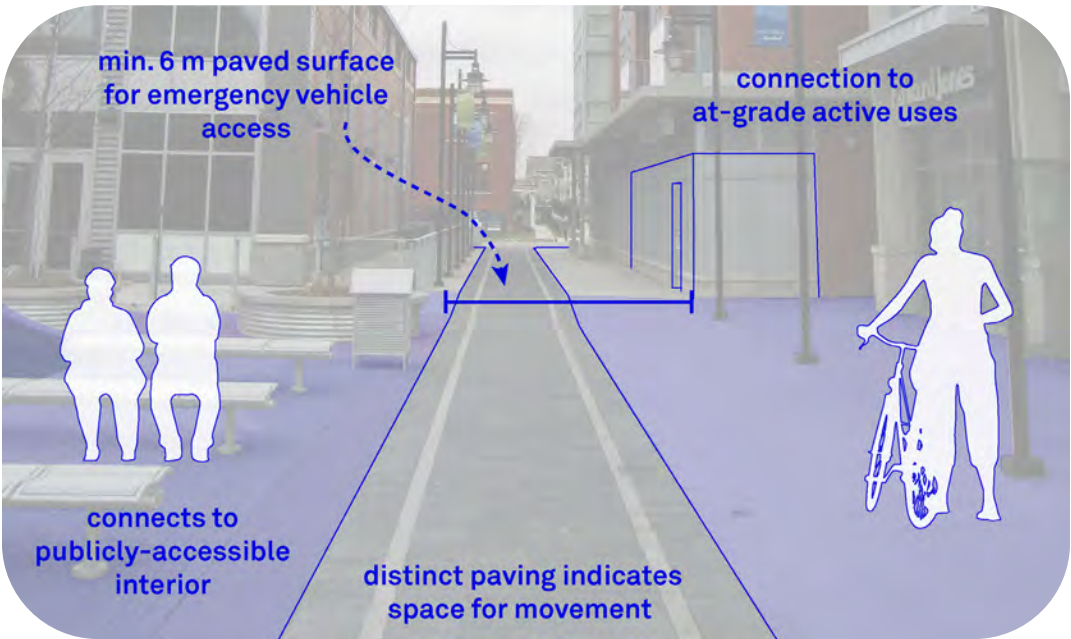 min. 6 m paved surface
for emergency vehicle
access
connection to
at-grade active uses
connects to
publicly-accessible
interior
distinct paving indicates
space for movement